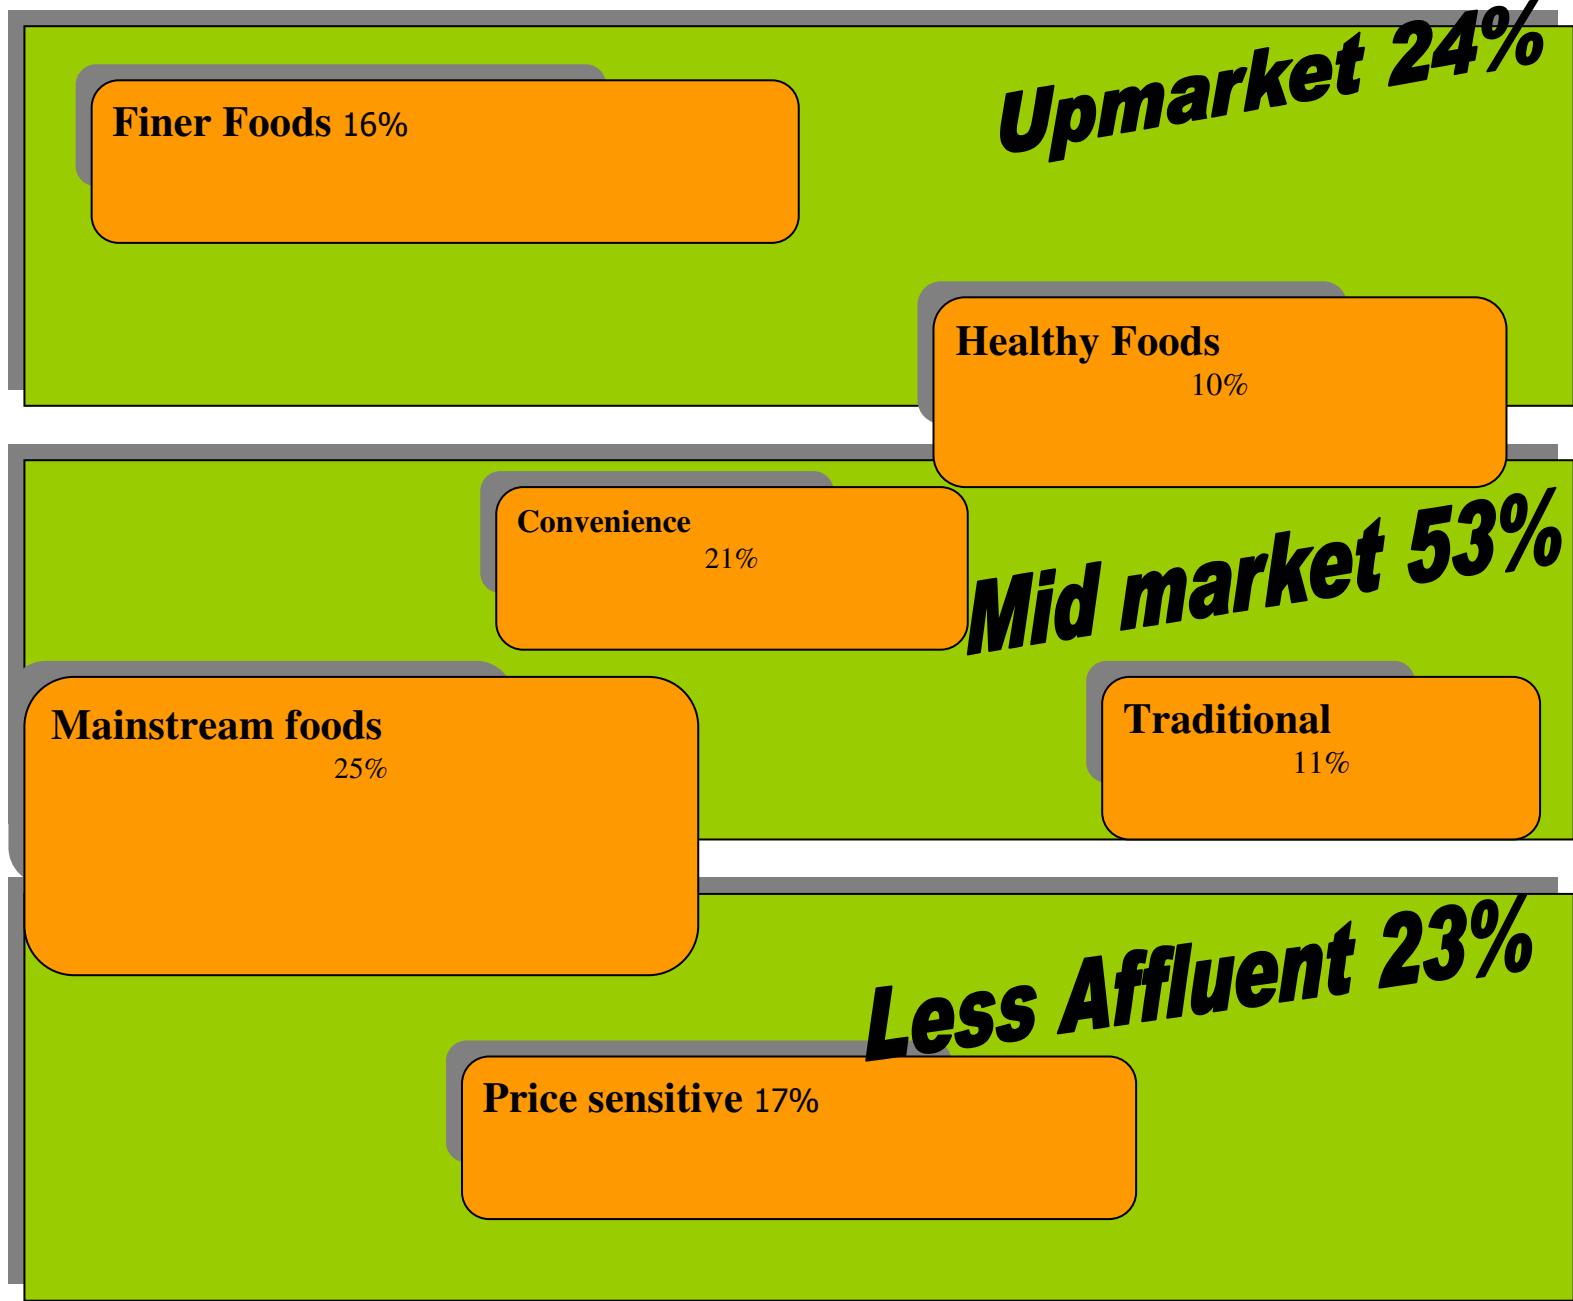 Upmarket 24%
Finer Foods 16%
Healthy Foods
10%
Convenience
21%
Mid market 53%
Mainstream foods
25%
Traditional
11%
Less Affluent 23%
Price sensitive 17%